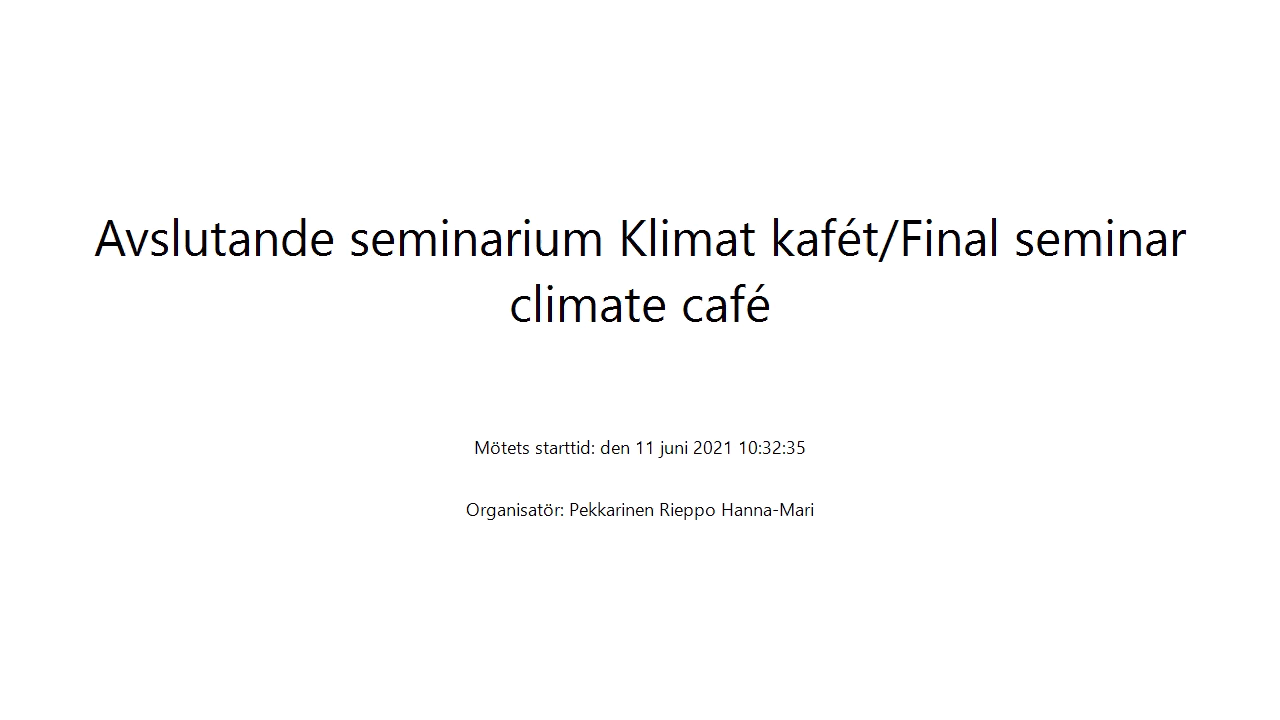 Avslutande seminarium Klimat kafét/Final seminar
climate café
Mötets starttid: den 11 juni 2021 10:32:35
Organisatör: Pekkarinen Rieppo Hanna-Mari